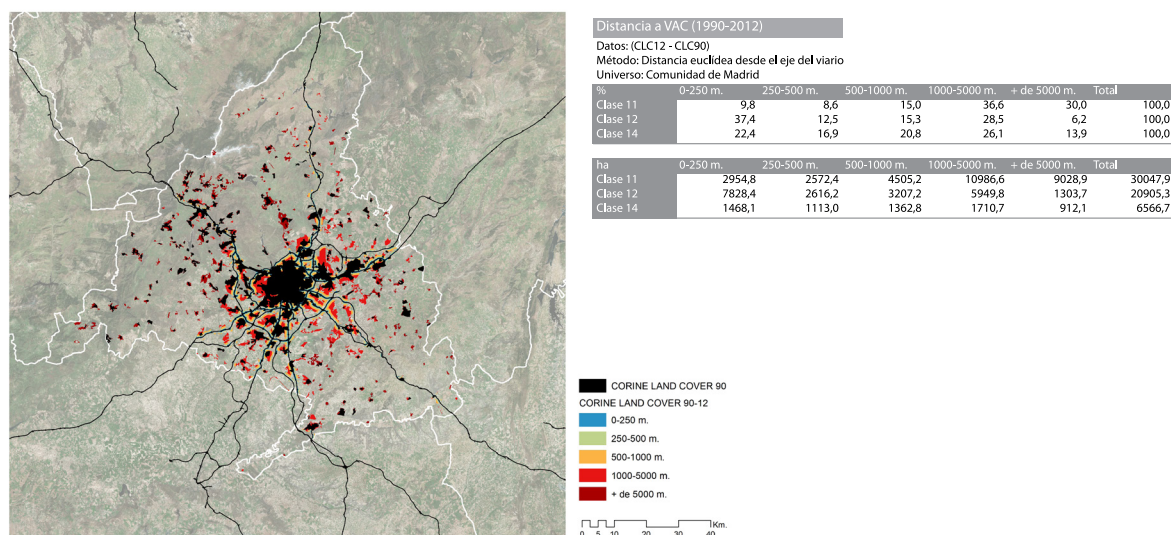 Distancia a VAC (1990-2012)
Datos: (CLC12 - CLC90)
Método: Distancia euclídea desde el eje del viario
Universo: Comunidad de Madrid
% 0-250 m. 250-500 m. 500-1000 m. 1000-5000 m. + de 5000 m. Total
Clase 11 9,8 8,6 15,0 36,6 30,0 100,0
Clase 12 37,4 12,5 15,3 28,5 6,2 100,0
Clase 14 22,4 16,9 20,8 26,1 13,9 100,0
ha 0-250 m. 250-500 m. 500-1000 m. 1000-5000 m. + de 5000 m. Total
Clase 11 2954,8 2572,4 4505,2 10986,6 9028,9 30047,9
Clase 12 7828,4 2616,2 3207,2 5949,8 1303,7 20905,3
Clase 14 1468,1 1113,0 1362,8 1710,7 912,1 6566,7
CORINE LAND COVER 90
CORINE LAND COVER 90-12
0-250 m.
250-500 m.
500-1000 m.
1000-5000 m.
+ de 5000 m.
Km.
0 5 10 20 30 40